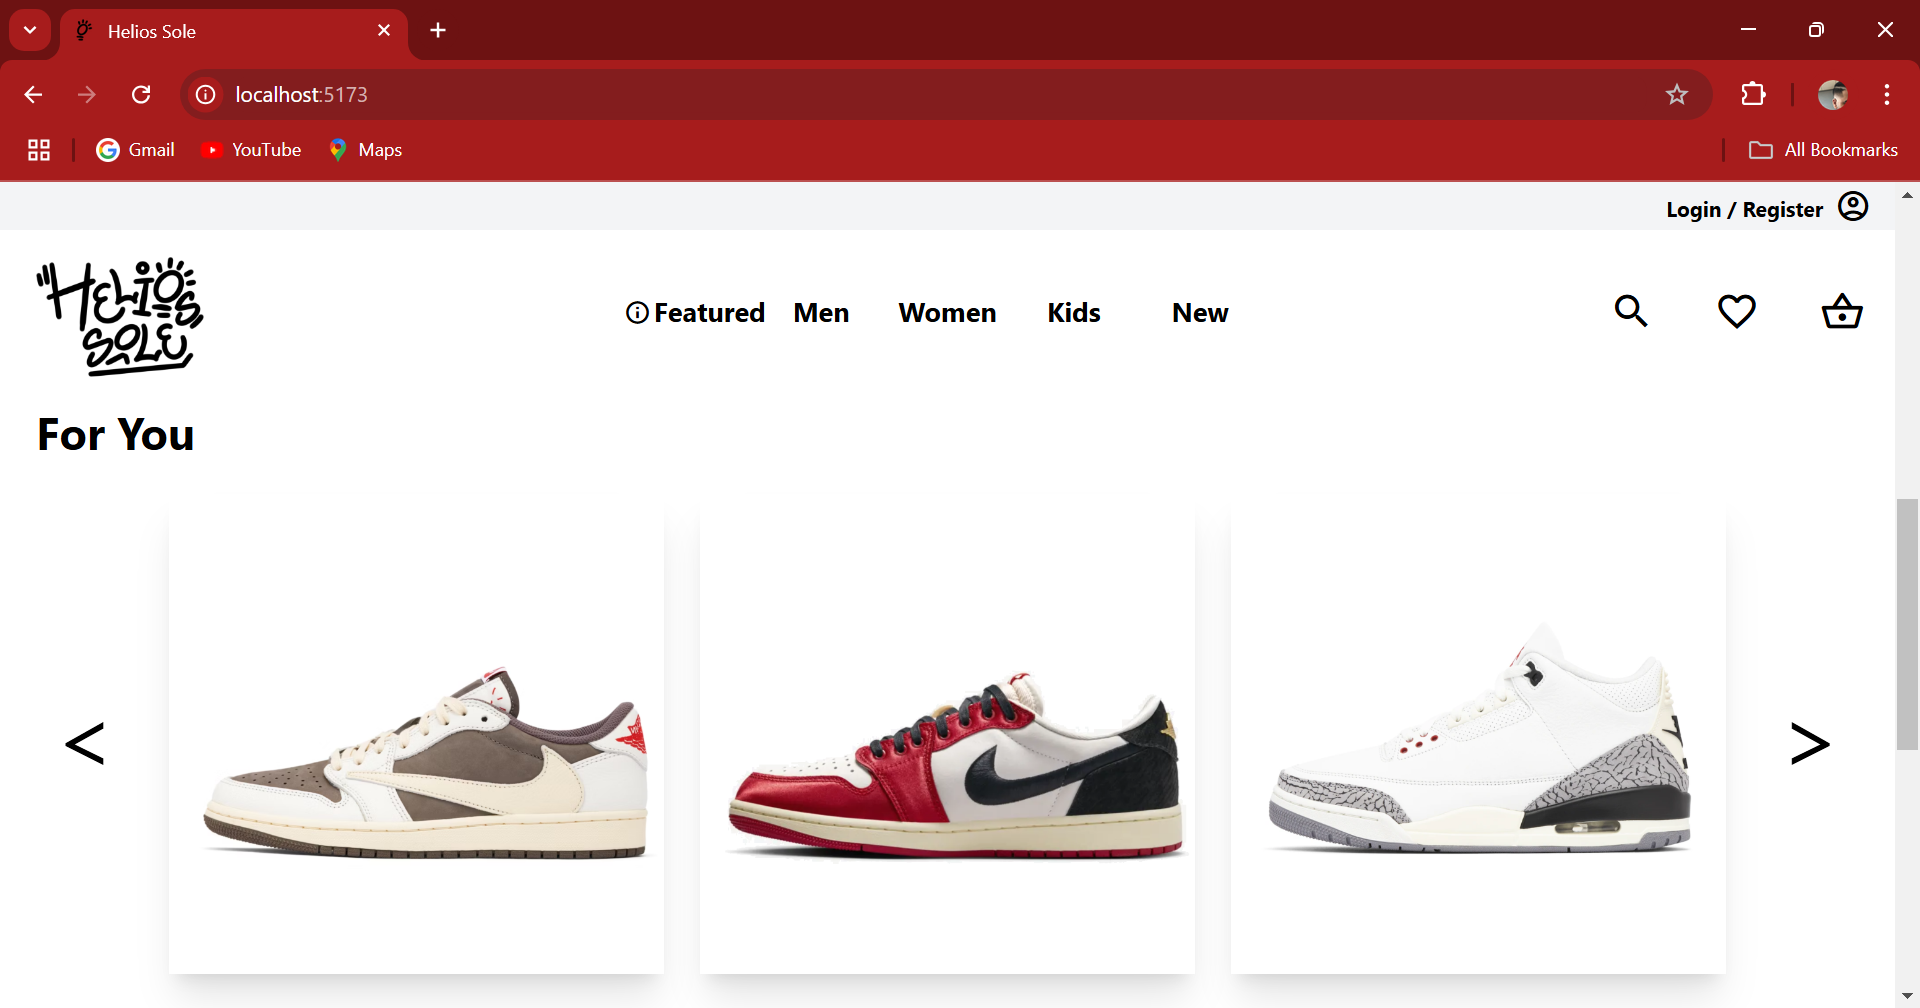 Helios Sole
localhost:5173
Gmail
YouTube
Maps
All Bookmarks
Login / Register
"HELIOS
SOLE
Featured
Men
Women
Kids
New
For You
<
>